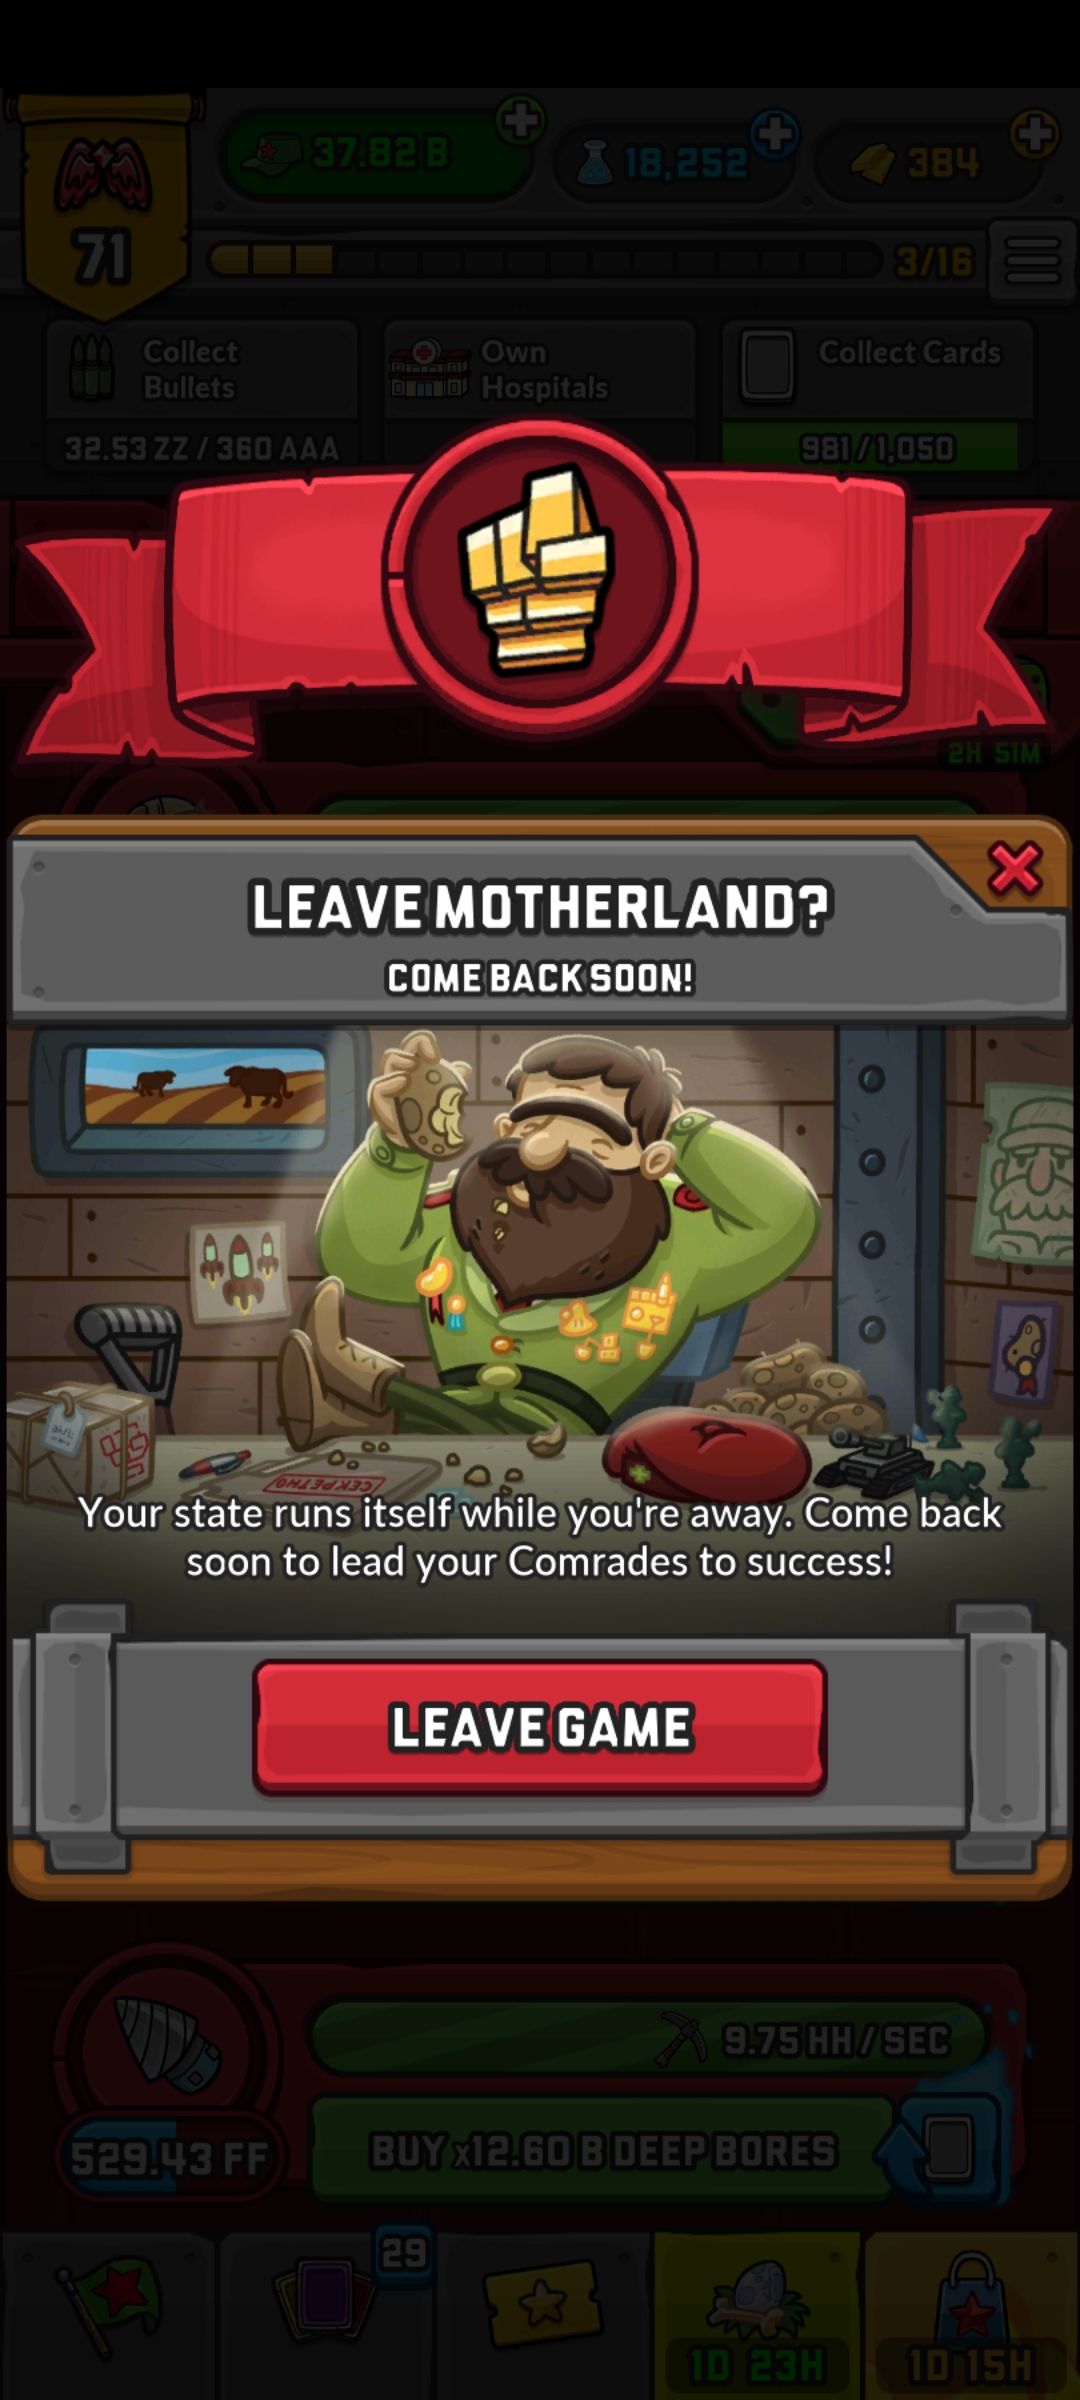 37.82 B
18,252
384
71
3/16
Collect
Bullets
Own
Hospitals
Collect Cards
32.53 ZZ / 360 AAA
981 / 1,050
2H 51M
LEAVE MOTHERLAND?
COME BACK SOON!
СЕКРЕТНО
Your state runs itself while you're away. Come back
soon to lead your Comrades to success!
LEAVE GAME
9.75 HH / SEC
529.43 FF
BUY x12.60 B DEEP BORES
29
1D 23H
1D 15H